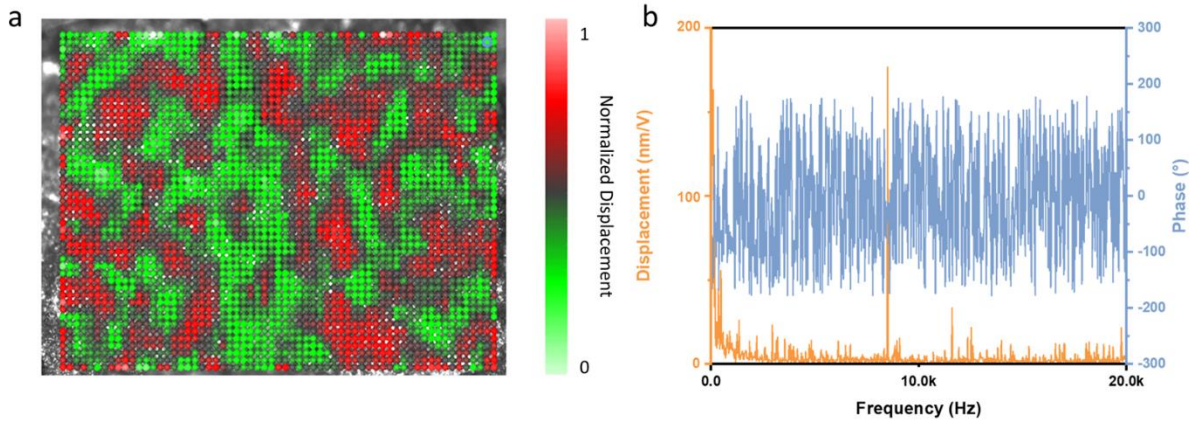 a
1
Normalized Displacement
0
b
200
100
0
Displacement (nm/V)
300
200
100
0
-100
-200
-300
Phase (°)
0.0
10.0k
20.0k
Frequency (Hz)